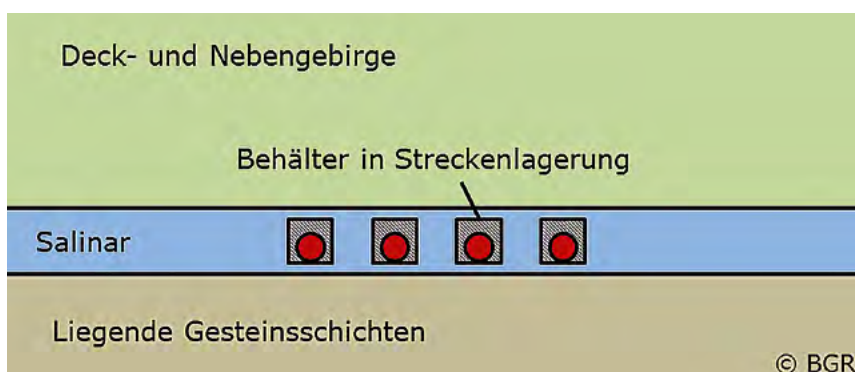 Deck- und Nebengebirge
Behälter in Streckenlagerung
Salinar
Liegende Gesteinsschichten
© BGR